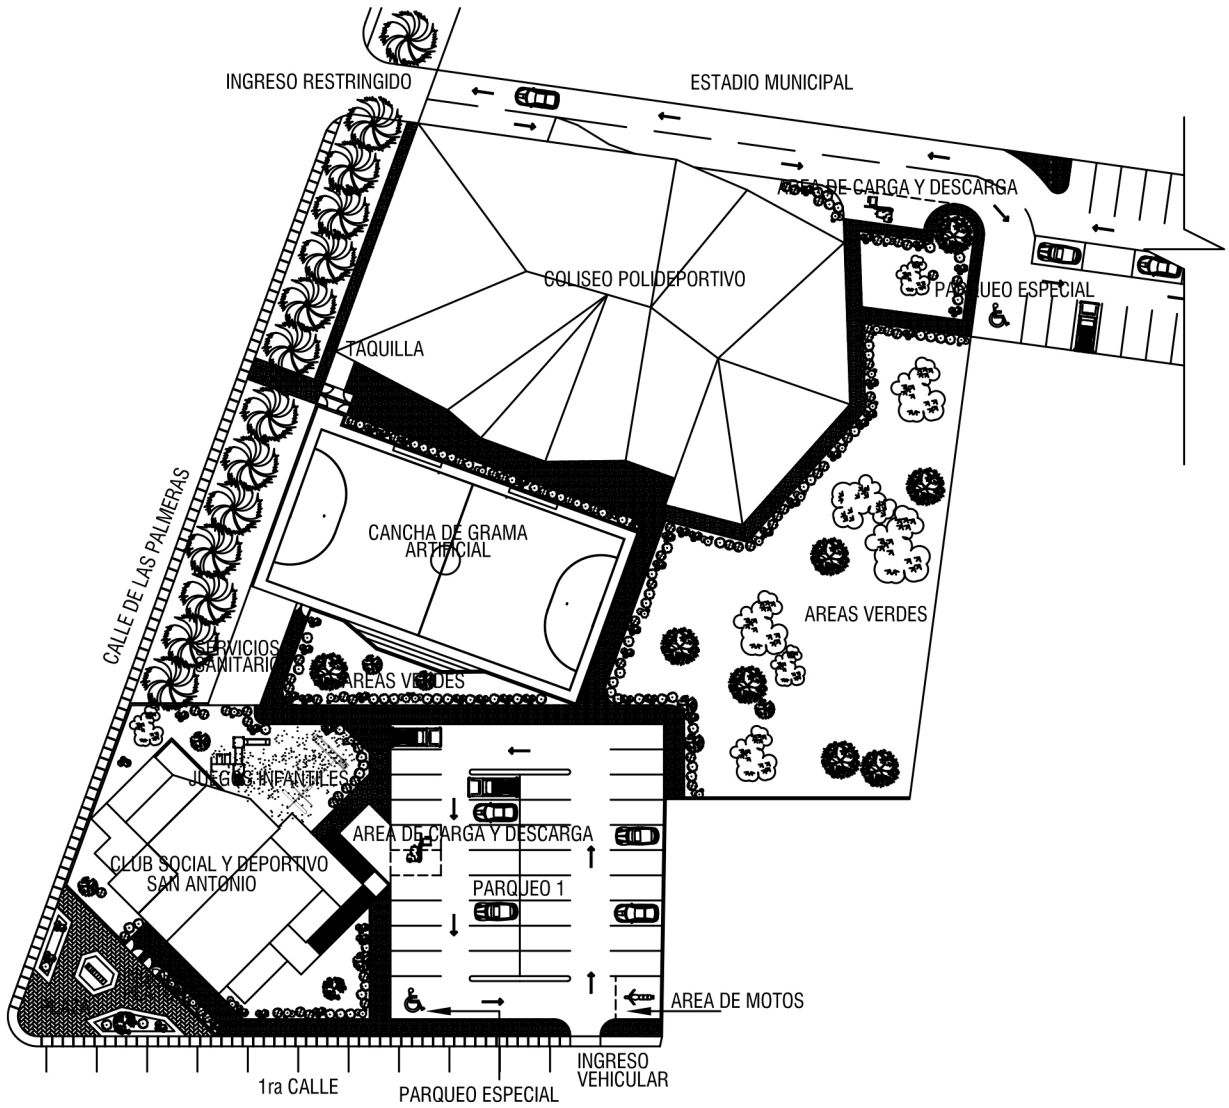 INGRESO RESTRINGIDO
ESTADIO MUNICIPAL
AREA DE CARGA Y DESCARGA
COLISEO POLIDEPORTIVO
PARQUEO ESPECIAL
TAQUILLA
CALLE DE LAS PALMERAS
CANCHA DE GRAMA
ARTIFICIAL
AREAS VERDES
SERVICIOS
SANITARIO
AREAS VERDES
JUEGOS INFANTILES
AREA DE CARGA Y DESCARGA
CLUB SOCIAL Y DEPORTIVO
SAN ANTONIO
PARQUEO 1
AREA DE MOTOS
INGRESO
VEHICULAR
1ra CALLE
PARQUEO ESPECIAL